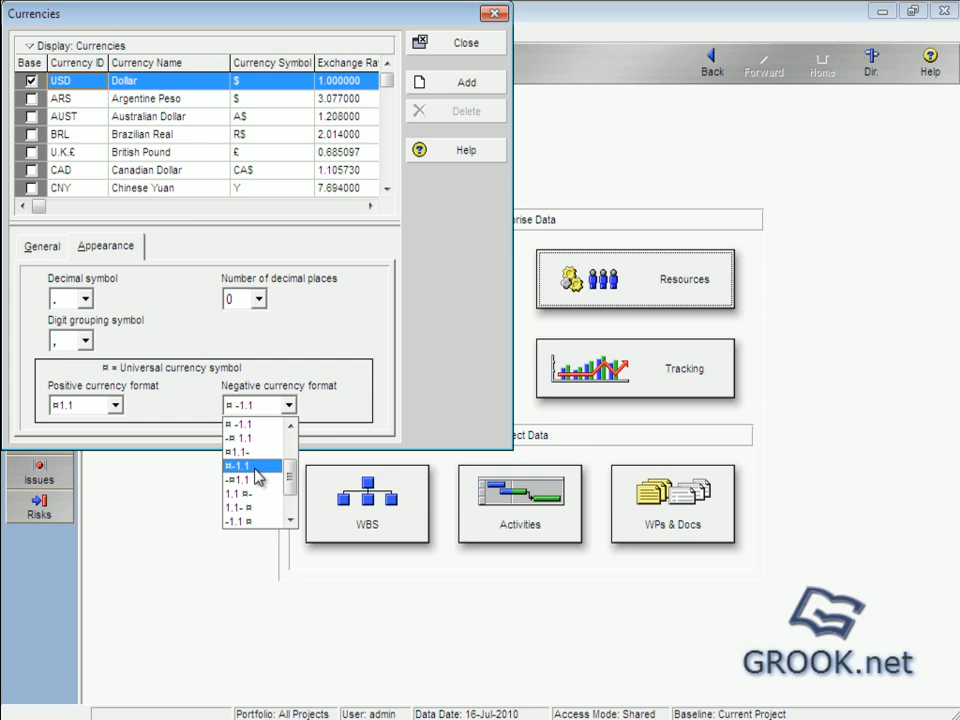 Currencies
Display: Currencies
Base Currency ID Currency Name Currency Symbol Exchange Ra
USD Dollar $ 1.000000
ARS Argentine Peso $ 3.077000
AUST Australian Dollar A$ 1.208000
BRL Brazilian Real R$ 2.014000
U.K.£ British Pound £ 0.685097
CAD Canadian Dollar CA$ 1.105730
CNY Chinese Yuan Y 7.694000
Close
Add
Delete
Help
Back
Forward
Home
Dir.
Help
General Appearance
Decimal symbol
.
Number of decimal places
0
Digit grouping symbol
,
¤ = Universal currency symbol
Positive currency format
¤1.1
Negative currency format
¤ -1.1
¤ -1.1
-¤ 1.1
¤1.1-
¤-1.1
-¤1.1
1.1 ¤-
1.1- ¤
-1.1 ¤
rise Data
Resources
Tracking
ect Data
WBS
Activities
WPs & Docs
Issues
Risks
GROOK.net
Portfolio: All Projects User: admin Data Date: 16-Jul-2010 Access Mode: Shared Baseline: Current Project